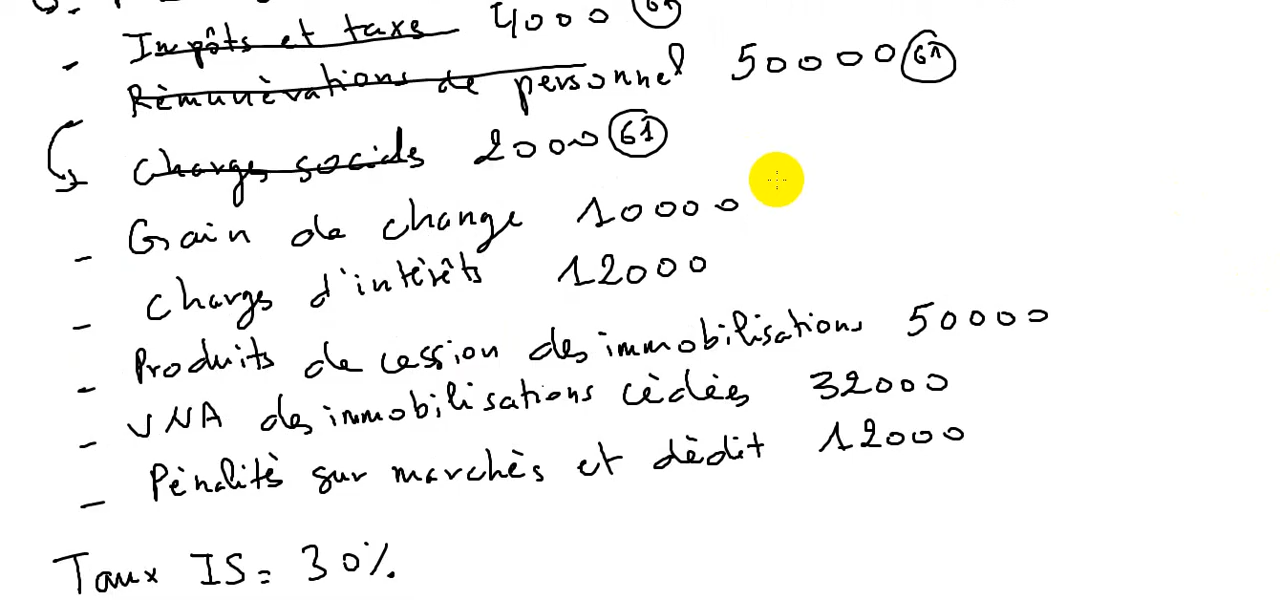 - Impôts et taxe 4000 61
- Rémunérations de personnel 50000 61
Charges socials 2000 61
- Grain de change 10000
- Charges d'intérêts 12000
- Produits de cession des immobilisations 50000
- VNA des immobilisations cédées 32000
- Pénalités sur marchés et dédit 12000
Taux IS = 30%